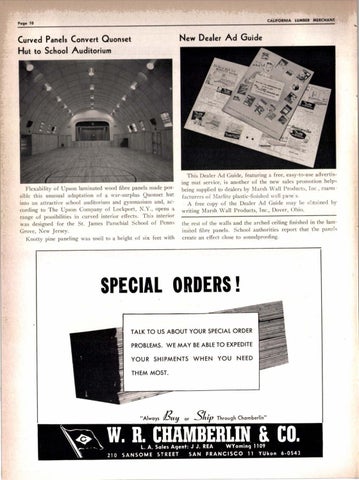 Page 10
CALIFORNIA LUMBER MERCHANT
Curved Panels Convert Quonset
Hut to School Auditorium
Flexibility of Upson laminated wood fibre panels made pos-
sible this unusual adaptation of a war-surplus Quonset hut
into an attractive school auditorium and gymnasium and, ac-
cording to The Upson Company of Lockport, N.Y., opens a
range of possibilities in curved interior effects. This interior
was designed for the St. James Parochial School of Penns
Grove, New Jersey.
Knotty pine paneling was used to a height of six feet with
New Dealer Ad Guide
This Dealer Ad Guide, featuring a free, easy-to-use advertis-
ing mat service, is another of the new sales promotion helps
being supplied to dealers by Marsh Wall Products, Inc., manu-
facturers of Marlite plastic-finished wall panels.
A free copy of the Dealer Ad Guide may be obtained by
writing Marsh Wall Products, Inc., Dover, Ohio.
the rest of the walls and the arched ceiling finished in the lam-
inated fibre panels. School authorities report that the panels
create an effect close to soundproofing.
SPECIAL ORDERS!
TALK TO US ABOUT YOUR SPECIAL ORDER
PROBLEMS. WE MAY BE ABLE TO EXPEDITE
YOUR SHIPMENTS WHEN YOU NEED
THEM MOST.
"Always Buy or Ship Through Chamberlin"
W. R. CHAMBERLIN & CO.
L. A. Sales Agent: J. J. REA WYoming 1109
210 SANSOME STREET SAN FRANCISCO 11 YUkon 6-0543